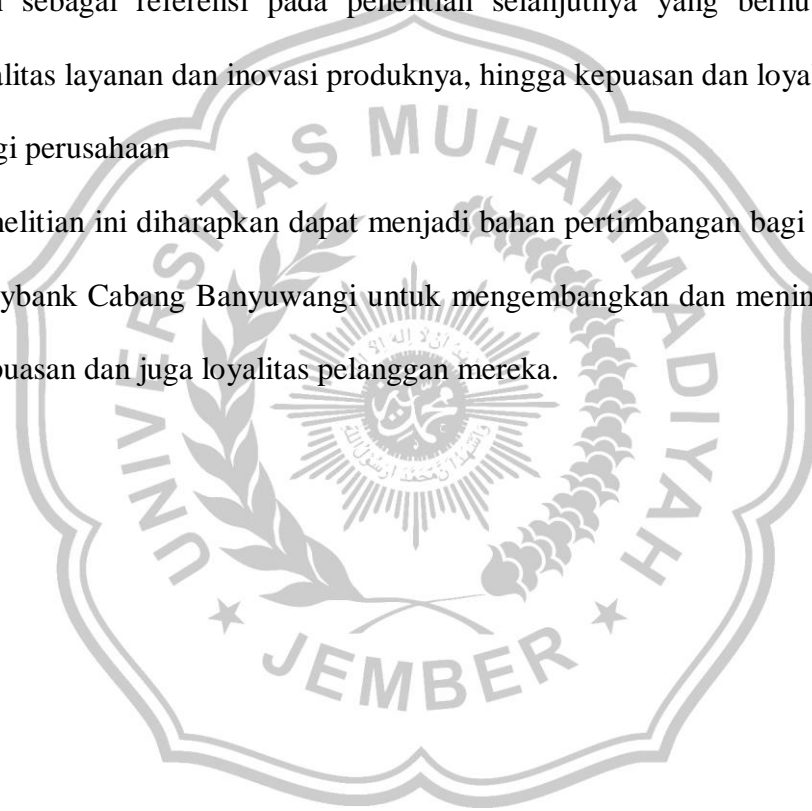 sebagai referensi pada penelitian selanjutnya yang
alitas layanan dan inovasi produknya, hingga kepuasan dan
gi perusahaan
nelitian ini diharapkan dapat menjadi bahan pertimbangan bagi
ybank Cabang Banyuwangi untuk mengembangkan dan menin
puasan dan juga loyalitas pelanggan mereka.
UNIVERSITAS MUHAMMADIYAH
JEMBER